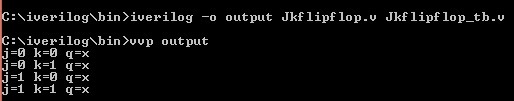 C:\iverilog\bin>iverilog -o output Jkflipflop.v Jkflipflop_tb.v
C:\iverilog\bin>vvp output
j=0 k=0 q=x
j=0 k=1 q=x
j=1 k=0 q=x
j=1 k=1 q=x